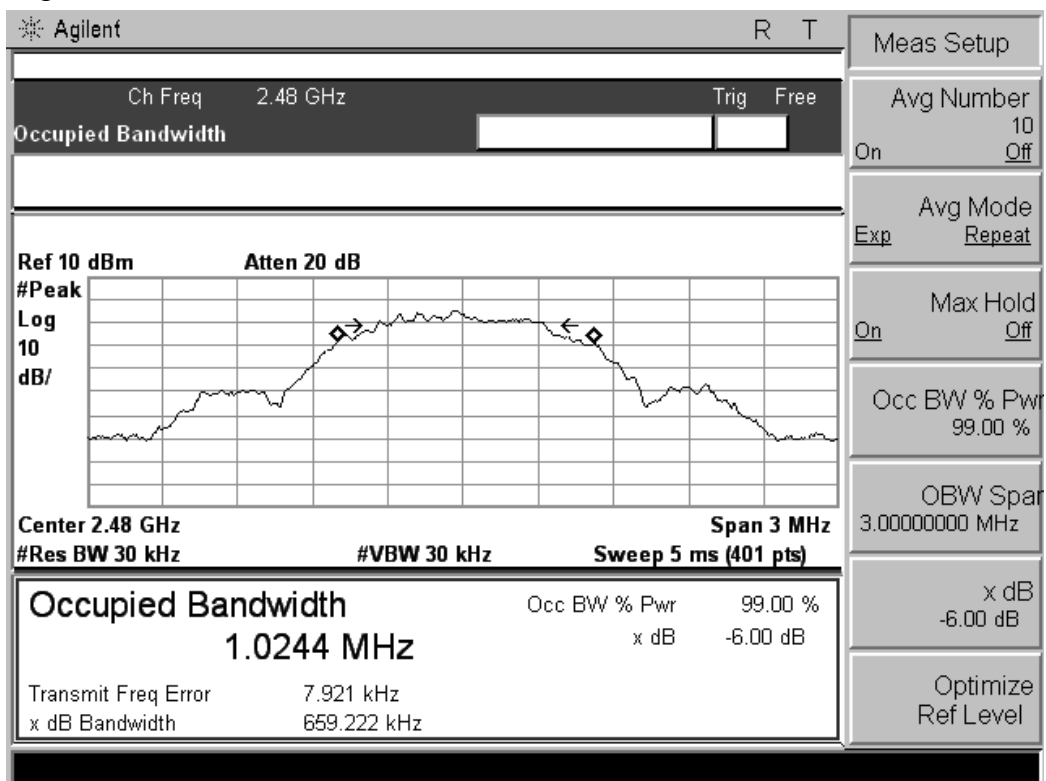 Agilent R T
Ch Freq 2.48 GHz Trig Free
Occupied Bandwidth
Ref 10 dBm Atten 20 dB
#Peak
Log
10
dB/
Center 2.48 GHz Span 3 MHz
#Res BW 30 kHz #VBW 30 kHz Sweep 5 ms (401 pts)
Occupied Bandwidth
1.0244 MHz
Occ BW % Pwr 99.00 %
x dB -6.00 dB
Transmit Freq Error 7.921 kHz
x dB Bandwidth 659.222 kHz
Meas Setup
Avg Number
10
On Off
Avg Mode
Exp Repeat
Max Hold
On Off
Occ BW % Pwr
99.00 %
OBW Span
3.00000000 MHz
x dB
-6.00 dB
Optimize
Ref Level